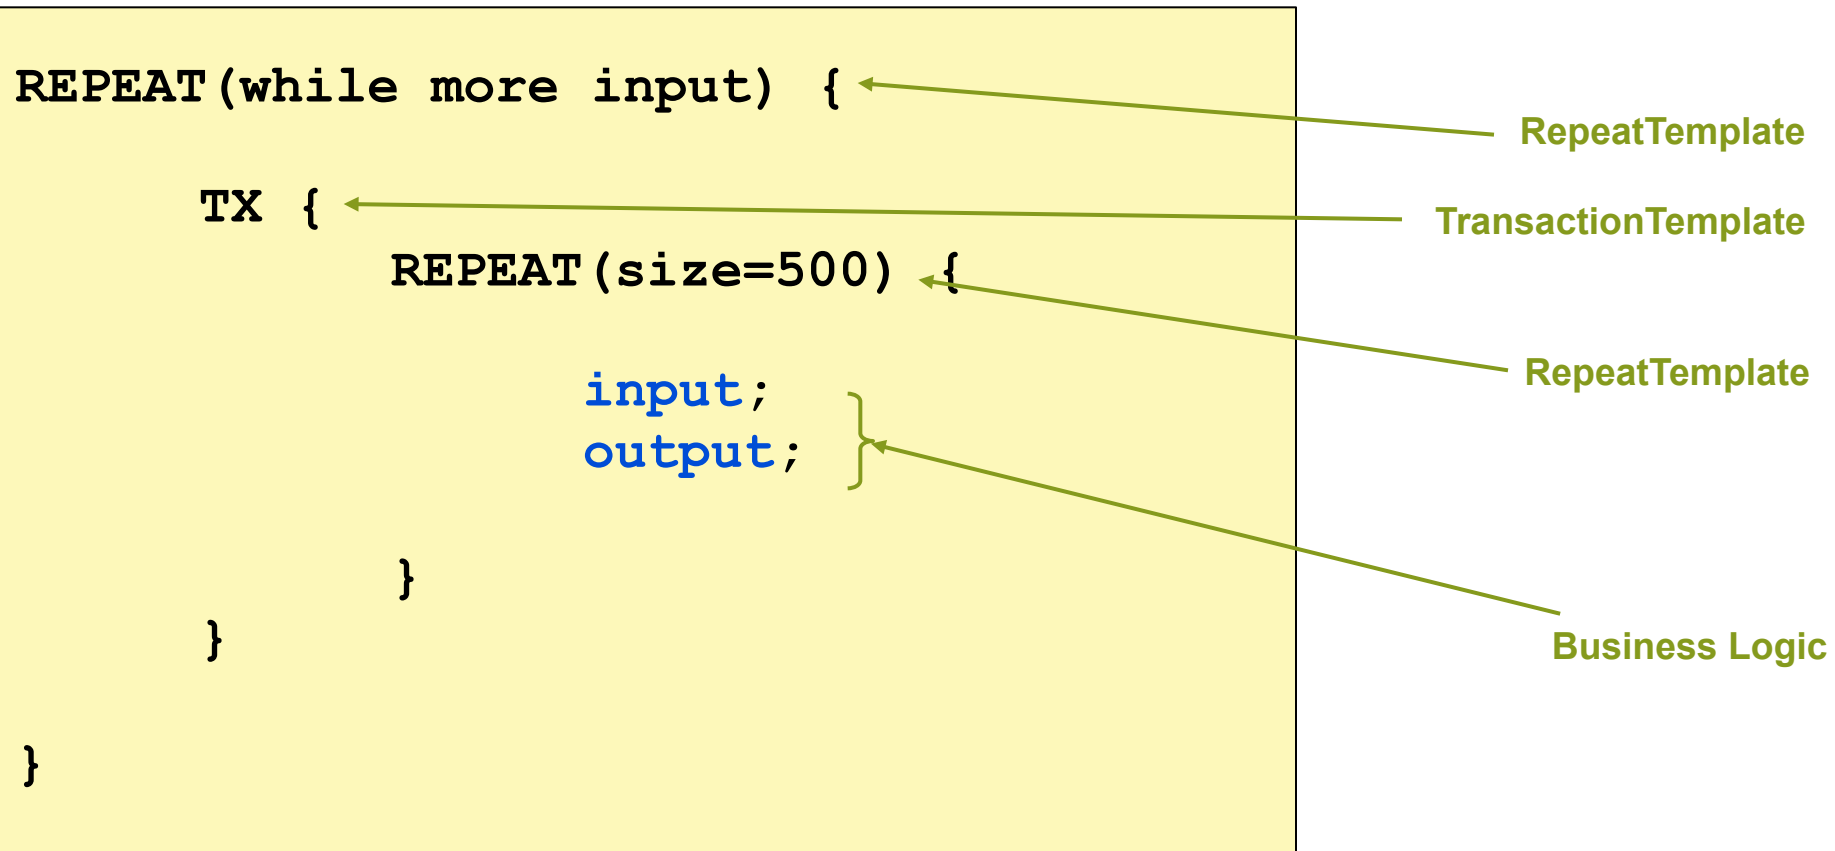 REPEAT(while more input) {
RepeatTemplate
TX {
TransactionTemplate
REPEAT(size=500) {
RepeatTemplate
input;
output;
}
}
Business Logic
}